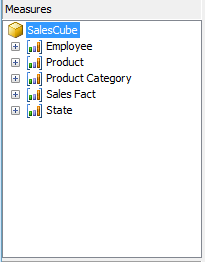 Measures
SalesCube
Employee
Product
Product Category
Sales Fact
State